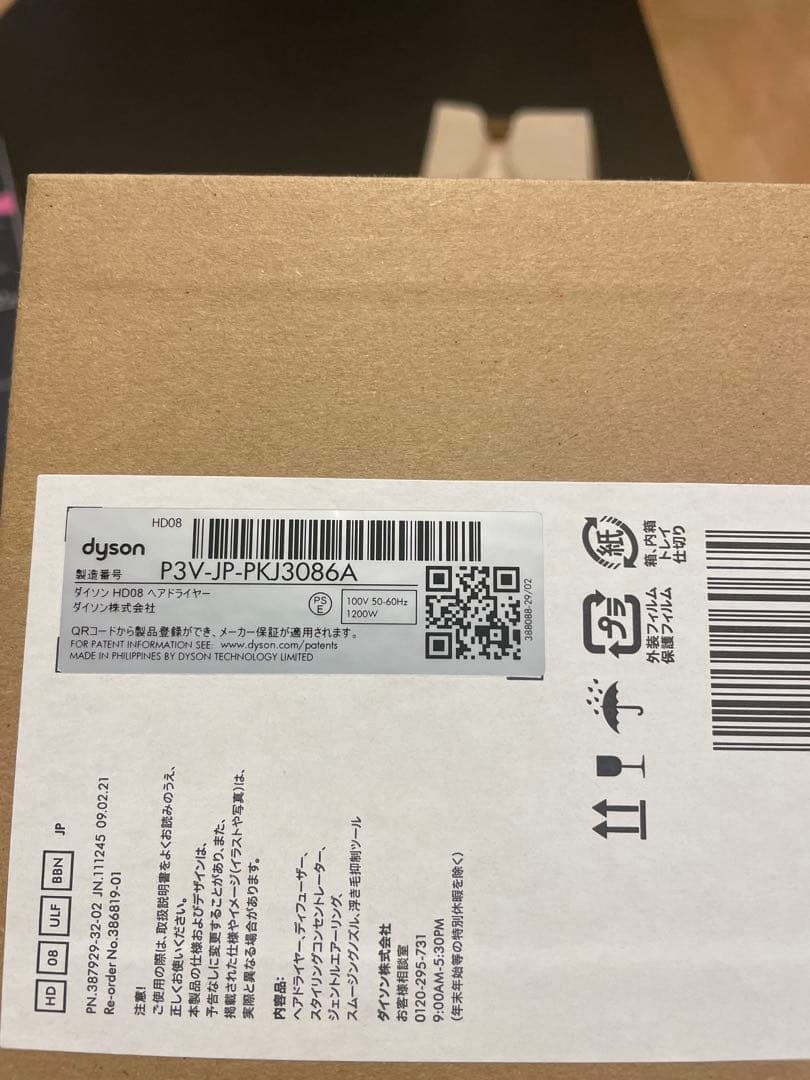 HD08
dyson
製造番号 P3V-JP-PKJ3086A
ダイソン HD08 ヘアドライヤー
ダイソン株式会社
PS
E
100V 50-60Hz
1200W
QRコードから製品登録ができ、メーカー保証が適用されます。
FOR PATENT INFORMATION SEE: www.dyson.com/patents
MADE IN PHILIPPINES BY DYSON TECHNOLOGY LIMITED
388088-29/02
紙
箱、内箱
トレイ
仕切り
プラ
外装フィルム
保護フィルム
HD 08 ULF BBN JP
PN.387929-32-02 JN.111245 09.02.21
Re-order No.386819-01
注意!
ご使用の際は、取扱説明書をよくお読みのうえ、
正しくお使いください。
本製品の仕様およびデザインは、
予告なしに変更することがあり、また、
掲載された仕様やイメージ(イラストや写真)は、
実際と異なる場合があります。
内容品:
ヘアドライヤー、ディフューザー、
スタイリングコンセントレーター、
ジェントルエアーリング、
スムージングノズル、浮き毛抑制ツール
ダイソン株式会社
お客様相談室
0120-295-731
9:00AM-5:30PM
(年末年始等の特別休暇を除く)